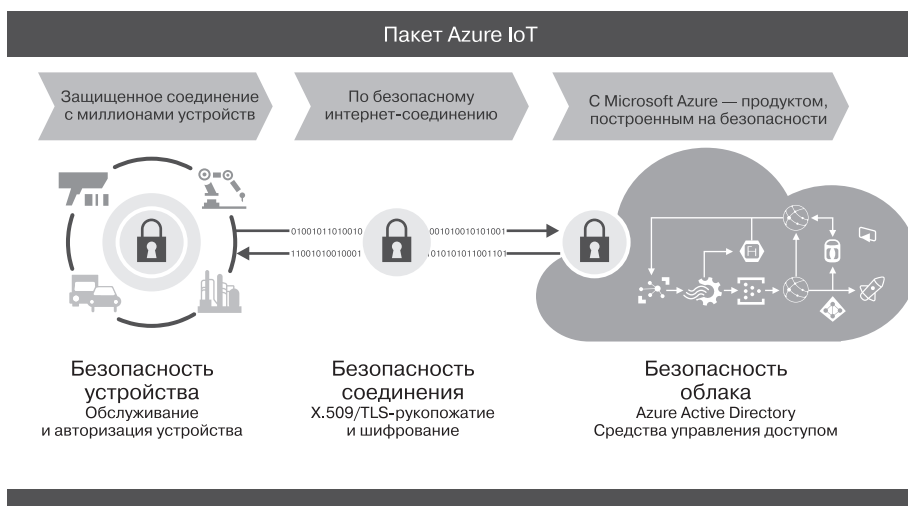 Пакет Azure IoT
Защищенное соединение
с миллионами устройств
По безопасному
интернет-соединению
С Microsoft Azure — продуктом,
построенным на безопасности
01001011010010
00101001010101001
11001010010001
1010101011001101
Безопасность
устройства
Обслуживание
и авторизация устройства
Безопасность
соединения
X.509/TLS-рукопожатие
и шифрование
Безопасность
облака
Azure Active Directory
Средства управления доступом